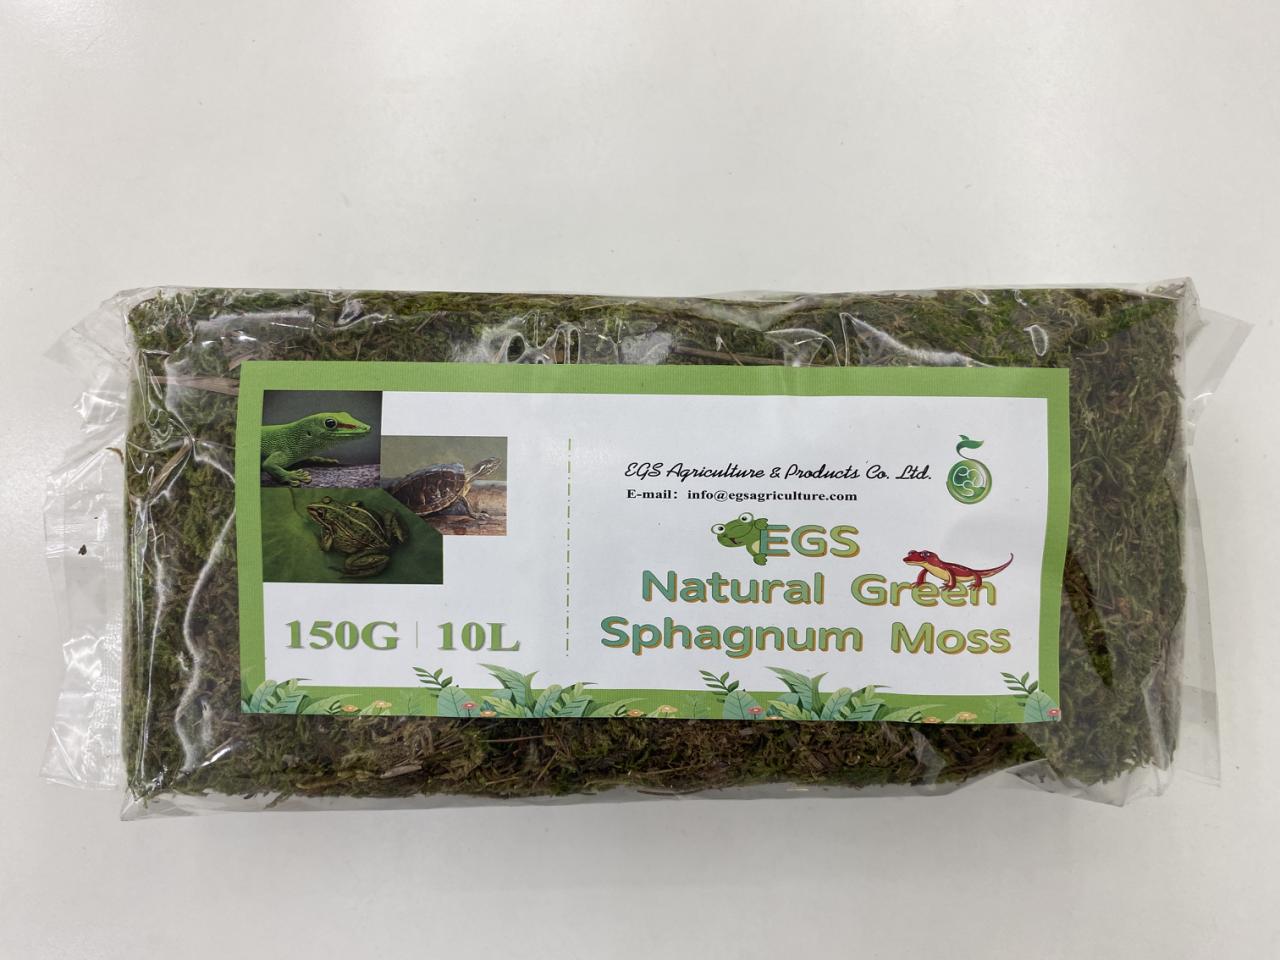 EGS Agriculture & Products Co. Ltd.
E-mail: info@egsagriculture.com
EGS
Natural Green
Sphagnum Moss
150G | 10L